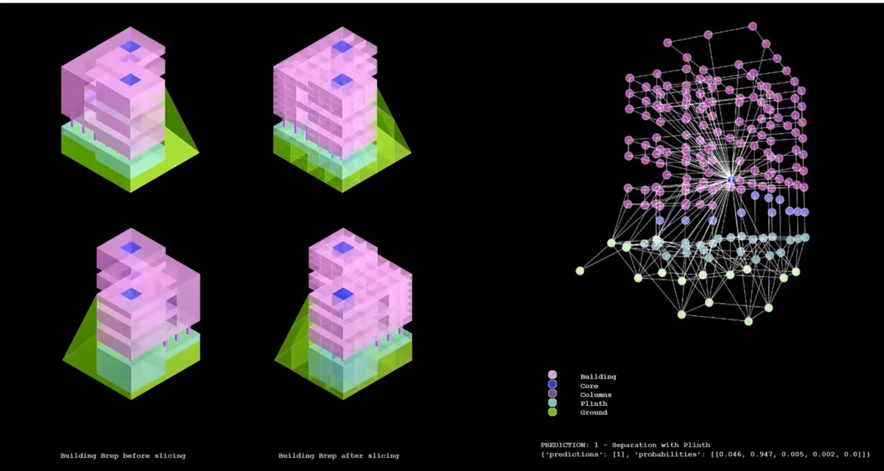 Building
Core
Columns
Plinth
Ground
Building Brep before slicing
Building Brep after slicing
PREDICTION: 1 - Separation with Plinth
{'predictions': [1], 'probabilities': [[0.046, 0.947, 0.005, 0.002, 0.0]]}